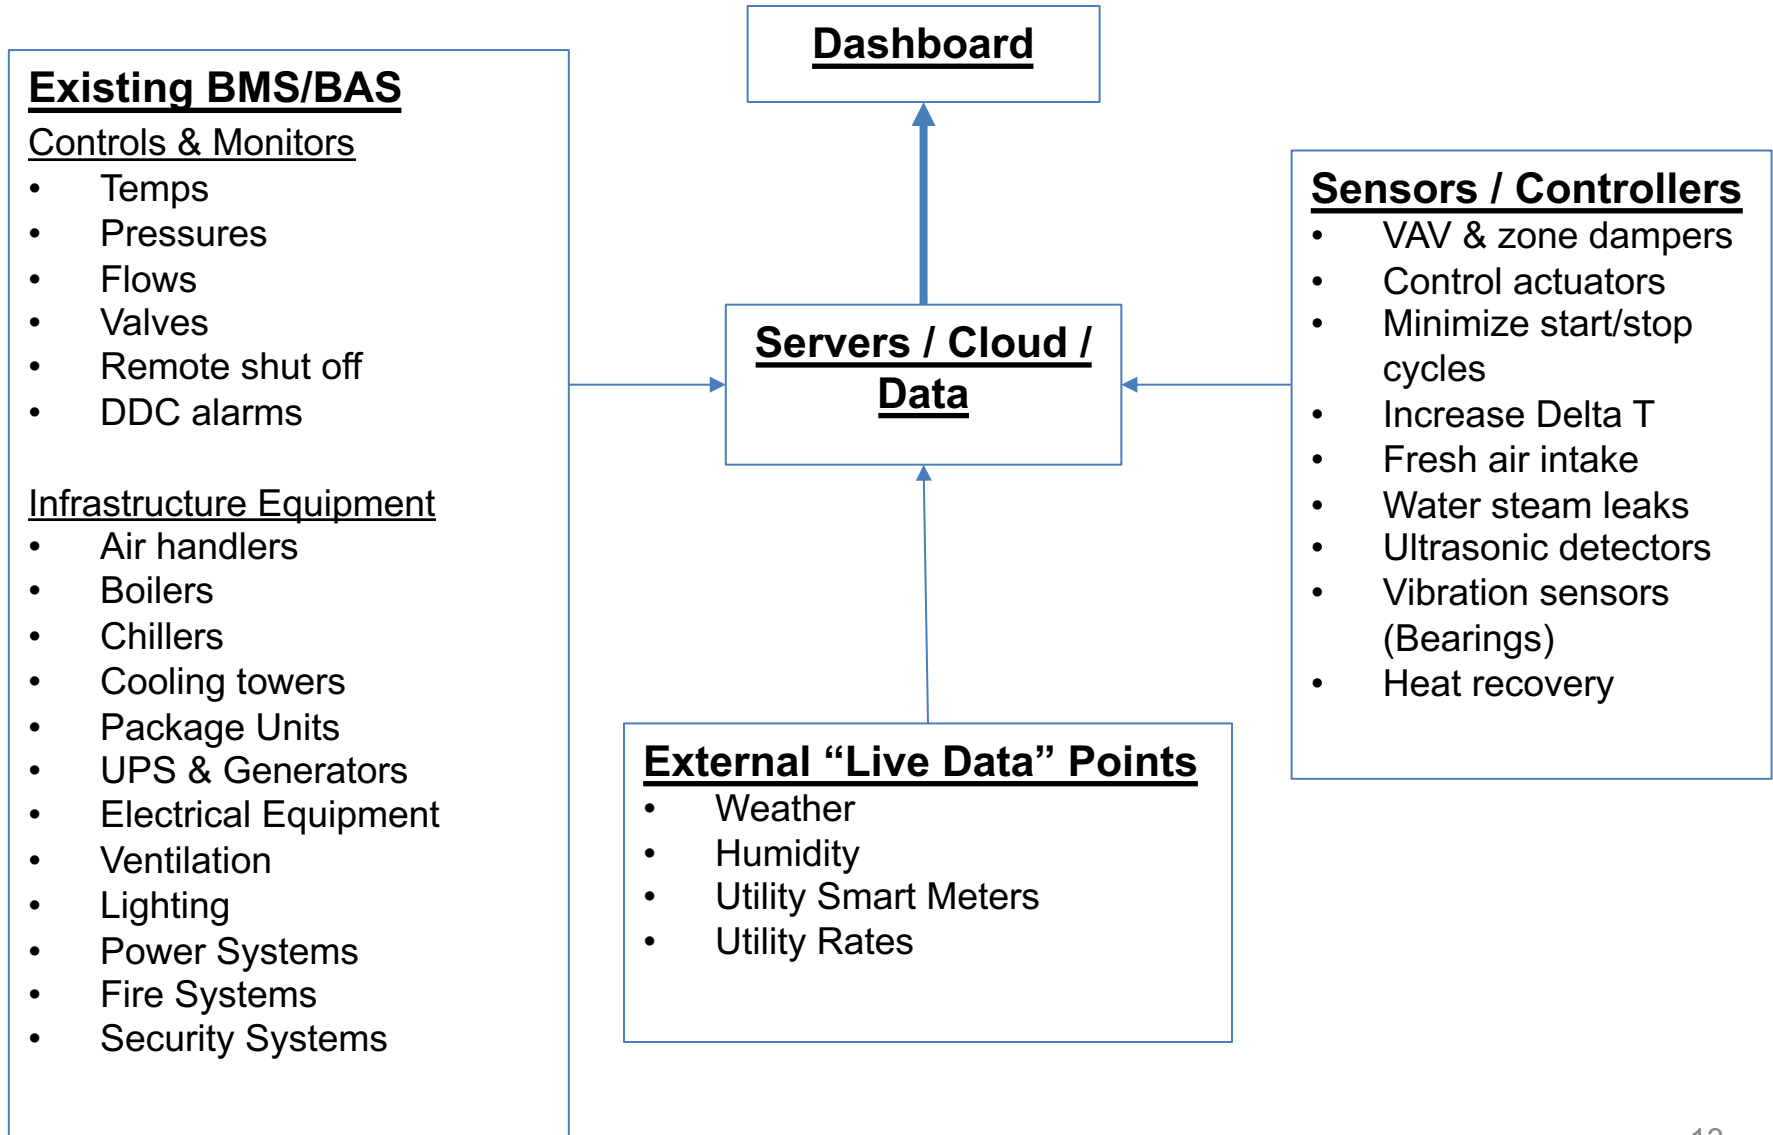 Dashboard
Existing BMS/BAS
Controls & Monitors
• Temps
• Pressures
• Flows
• Valves
• Remote shut off
• DDC alarms
Infrastructure Equipment
• Air handlers
• Boilers
• Chillers
• Cooling towers
• Package Units
• UPS & Generators
• Electrical Equipment
• Ventilation
• Lighting
• Power Systems
• Fire Systems
• Security Systems
Servers / Cloud /
Data
External “Live Data” Points
• Weather
• Humidity
• Utility Smart Meters
• Utility Rates
Sensors / Controllers
• VAV & zone dampers
• Control actuators
• Minimize start/stop
cycles
• Increase Delta T
• Fresh air intake
• Water steam leaks
• Ultrasonic detectors
• Vibration sensors
(Bearings)
• Heat recovery